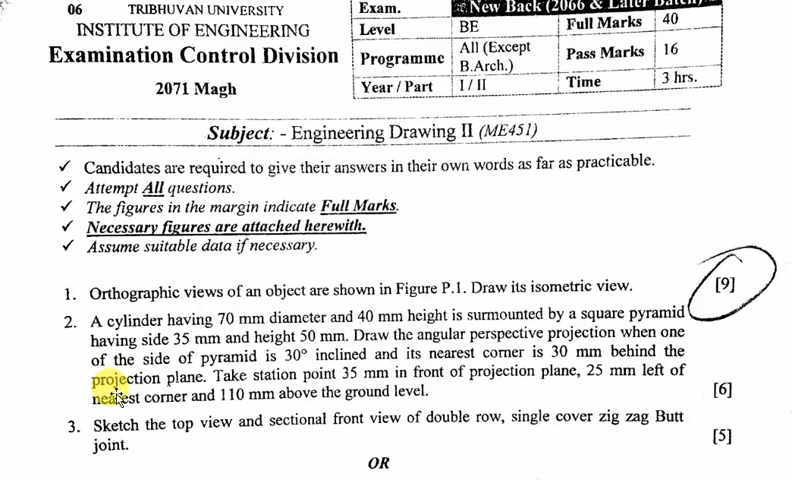 06 TRIBHUVAN UNIVERSITY
INSTITUTE OF ENGINEERING
Examination Control Division
2071 Magh
Exam. New Back (2066 & Later Batch)
Level BE Full Marks 40
Programme All (Except B.Arch.) Pass Marks 16
Year / Part I / II Time 3 hrs.
Subject: - Engineering Drawing II (ME451)
✓ Candidates are required to give their answers in their own words as far as practicable.
✓ Attempt All questions.
✓ The figures in the margin indicate Full Marks.
✓ Necessary figures are attached herewith.
✓ Assume suitable data if necessary.
1. Orthographic views of an object are shown in Figure P.1. Draw its isometric view. [9]
2. A cylinder having 70 mm diameter and 40 mm height is surmounted by a square pyramid
having side 35 mm and height 50 mm. Draw the angular perspective projection when one
of the side of pyramid is 30° inclined and its nearest corner is 30 mm behind the
projection plane. Take station point 35 mm in front of projection plane, 25 mm left of
nearest corner and 110 mm above the ground level. [6]
3. Sketch the top view and sectional front view of double row, single cover zig zag Butt
joint. [5]
OR